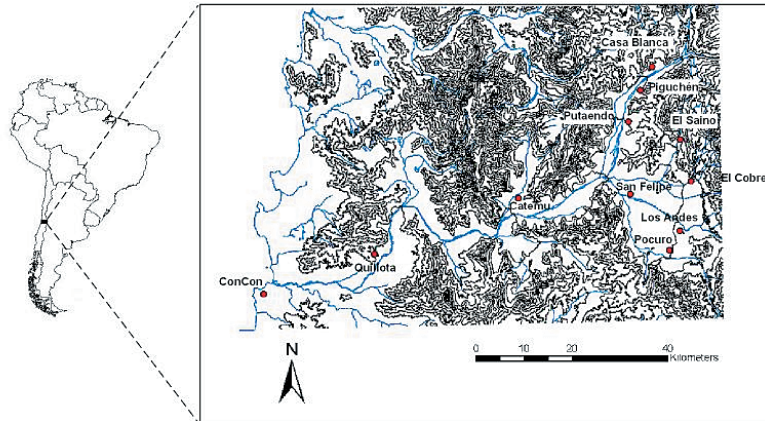 Casa Blanca
Piguchén
Putaendo
El Saino
San Felipe
El Cobre
Catemu
Los Andes
Pocuro
Quillota
ConCon
N
0 10 20 40
Kilometers